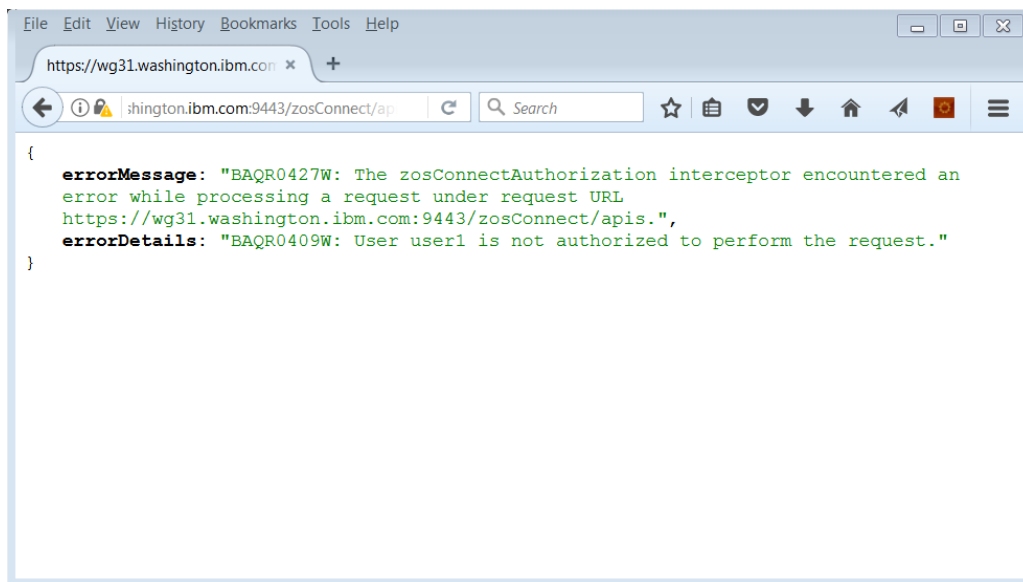 File Edit View History Bookmarks Tools Help
https://wg31.washington.ibm.con
shington.ibm.com:9443/zosConnect/ap
Search
{
errorMessage: "BAQR0427W: The zosConnectAuthorization interceptor encountered an
error while processing a request under request URL
https://wg31.washington.ibm.com:9443/zosConnect/apis.",
errorDetails: "BAQR0409W: User user1 is not authorized to perform the request."
}